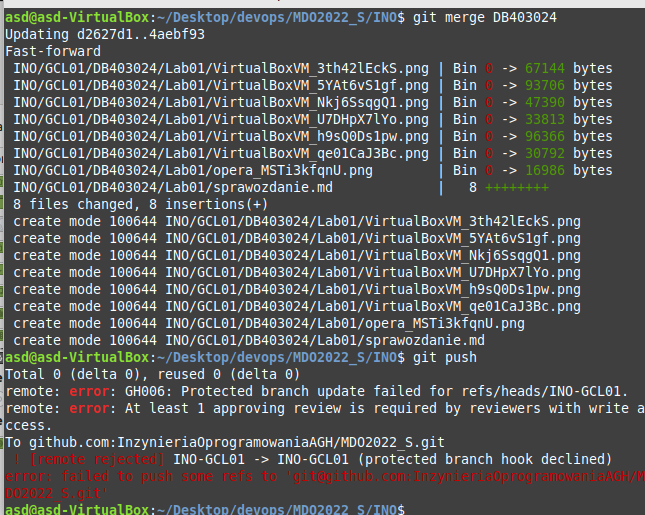 asd@asd-VirtualBox:~/Desktop/devops/MDO2022_S/INO$ git merge DB403024
Updating d2627d1..4aebf93
Fast-forward
 INO/GCL01/DB403024/Lab01/VirtualBoxVM_3th42lEckS.png | Bin 0 -> 67144 bytes
 INO/GCL01/DB403024/Lab01/VirtualBoxVM_5YAt6vS1gf.png | Bin 0 -> 93706 bytes
 INO/GCL01/DB403024/Lab01/VirtualBoxVM_Nkj6SsqgQ1.png | Bin 0 -> 47390 bytes
 INO/GCL01/DB403024/Lab01/VirtualBoxVM_U7DHpX7lYo.png | Bin 0 -> 33813 bytes
 INO/GCL01/DB403024/Lab01/VirtualBoxVM_h9sQ0Ds1pw.png | Bin 0 -> 96366 bytes
 INO/GCL01/DB403024/Lab01/VirtualBoxVM_qe01CaJ3Bc.png | Bin 0 -> 30792 bytes
 INO/GCL01/DB403024/Lab01/opera_MSTi3kfqnU.png | Bin 0 -> 16986 bytes
 INO/GCL01/DB403024/Lab01/sprawozdanie.md | 8 ++++++++
 8 files changed, 8 insertions(+)
 create mode 100644 INO/GCL01/DB403024/Lab01/VirtualBoxVM_3th42lEckS.png
 create mode 100644 INO/GCL01/DB403024/Lab01/VirtualBoxVM_5YAt6vS1gf.png
 create mode 100644 INO/GCL01/DB403024/Lab01/VirtualBoxVM_Nkj6SsqgQ1.png
 create mode 100644 INO/GCL01/DB403024/Lab01/VirtualBoxVM_U7DHpX7lYo.png
 create mode 100644 INO/GCL01/DB403024/Lab01/VirtualBoxVM_h9sQ0Ds1pw.png
 create mode 100644 INO/GCL01/DB403024/Lab01/VirtualBoxVM_qe01CaJ3Bc.png
 create mode 100644 INO/GCL01/DB403024/Lab01/opera_MSTi3kfqnU.png
 create mode 100644 INO/GCL01/DB403024/Lab01/sprawozdanie.md
asd@asd-VirtualBox:~/Desktop/devops/MDO2022_S/INO$ git push
Total 0 (delta 0), reused 0 (delta 0)
remote: error: GH006: Protected branch update failed for refs/heads/INO-GCL01.
remote: error: At least 1 approving review is required by reviewers with write a
ccess.
To github.com:InzynieriaOprogramowaniaAGH/MDO2022_S.git
 ! [remote rejected] INO-GCL01 -> INO-GCL01 (protected branch hook declined)
error: failed to push some refs to 'git@github.com:InzynieriaOprogramowaniaAGH/M
DO2022_S.git'
asd@asd-VirtualBox:~/Desktop/devops/MDO2022_S/INO$